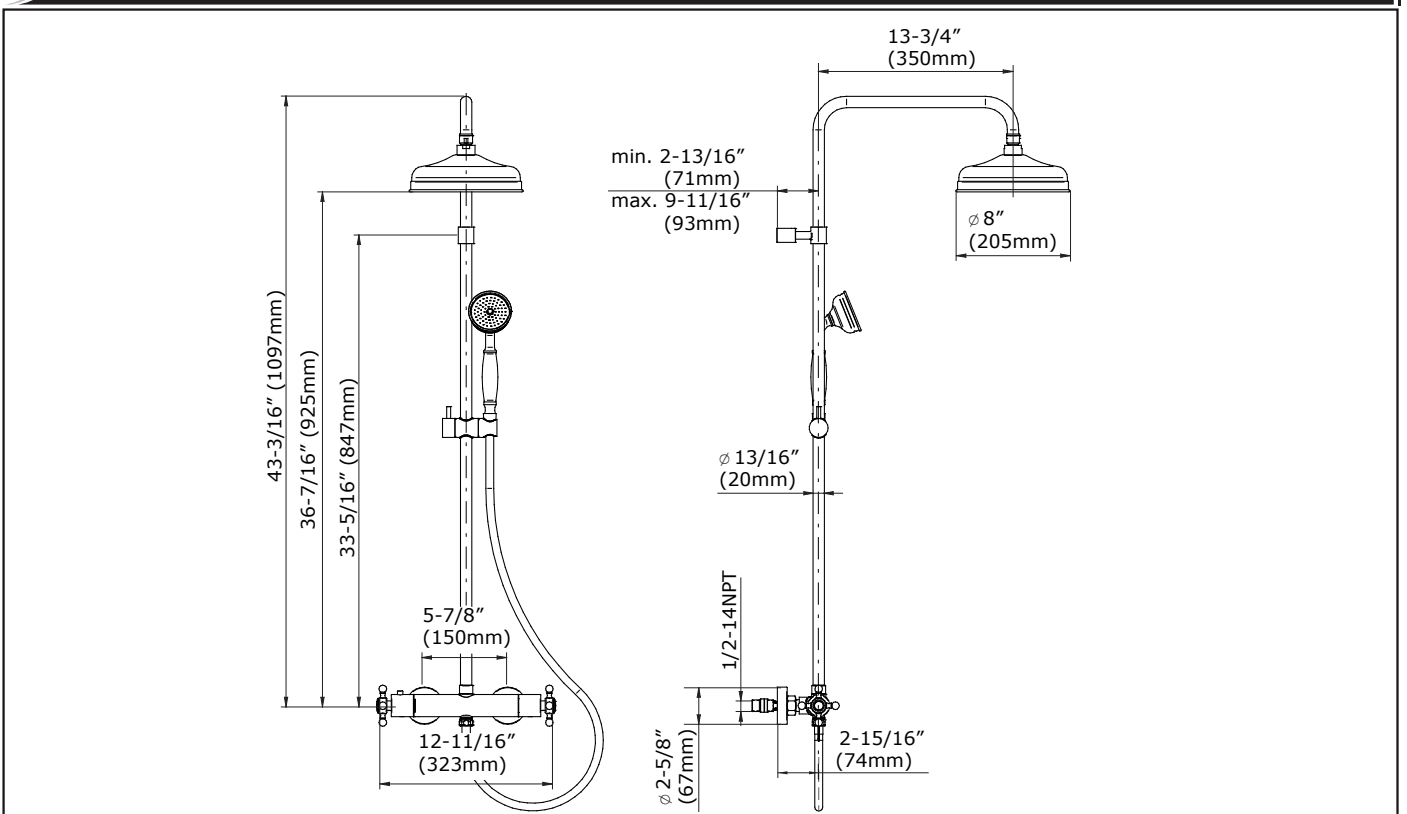 13-3/4″
(350mm)
min. 2-13/16″
(71mm)
max. 9-11/16″
(93mm)
⌀ 8″
(205mm)
43-3/16″ (1097mm)
36-7/16″ (925mm)
33-5/16″ (847mm)
⌀ 13/16″
(20mm)
5-7/8″
(150mm)
1/2-14NPT
12-11/16″
(323mm)
⌀ 2-5/8″
(67mm)
2-15/16″
(74mm)